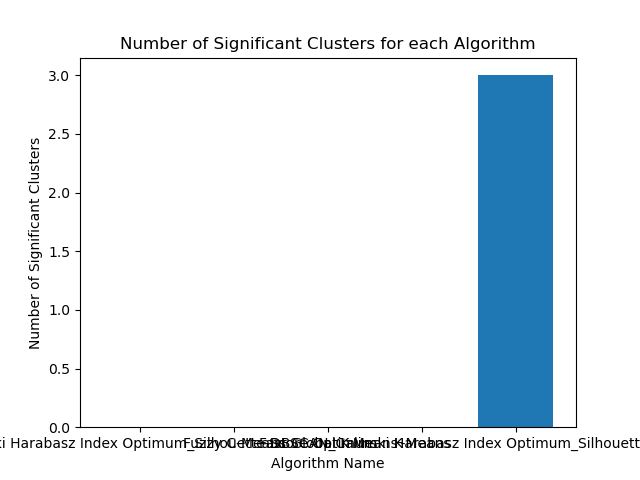 Number of Significant Clusters for each Algorithm
Number of Significant Clusters
3.0
2.5
2.0
1.5
1.0
0.5
0.0
Harabasz Index Optimum_Silhouett
Algorithm Name